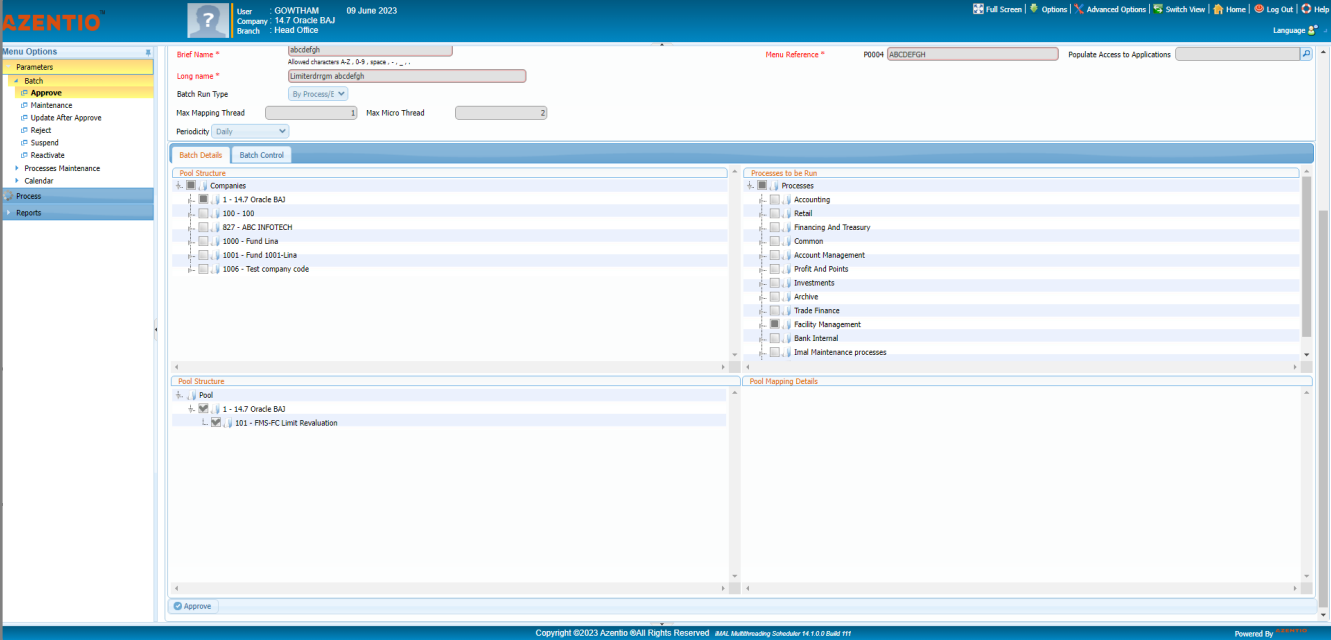 AZENTIO™
User : GOWTHAM 09 June 2023
Company : 14.7 Oracle BAJ
Branch : Head Office
Full Screen | Options | Advanced Options | Switch View | Home | Log Out | Help
Language
Menu Options
Parameters
Batch
Approve
Maintenance
Update After Approve
Reject
Suspend
Reactivate
Processes Maintenance
Calendar
Process
Reports
Brief Name * abcdefgh Menu Reference * P0004 ABCDEFGH Populate Access to Applications
Allowed characters A-Z , 0-9 , space , - , _ , .
Long name * Limiterdrrgm abcdefgh
Batch Run Type By Process/E
Max Mapping Thread 1 Max Micro Thread 2
Periodicity Daily
Batch Details Batch Control
Pool Structure
Companies
1 - 14.7 Oracle BAJ
100 - 100
827 - ABC INFOTECH
1000 - Fund Lina
1001 - Fund 1001-Lina
1006 - Test company code
Processes to be Run
Processes
Accounting
Retail
Financing And Treasury
Common
Account Management
Profit And Points
Investments
Archive
Trade Finance
Facility Management
Bank Internal
Imal Maintenance processes
Pool Structure
Pool
1 - 14.7 Oracle BAJ
101 - FMS-FC Limit Revaluation
Pool Mapping Details
Approve
Copyright ©2023 Azentio ®All Rights Reserved iMAL Multithreading Scheduler 14.1.0.0 Build 111
Powered By AZENTIO